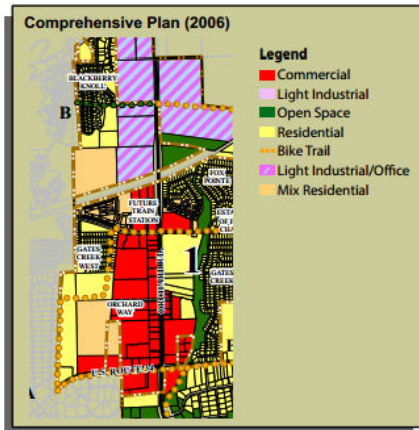 Comprehensive Plan (2006)
BLACKBERRY
KNOLL
B
FOX
POINTE
FUTURE
TRAIN
STATION
GATES
CREEK
WEST
1
GATES
CREEK
ORCHARD
WAY
U.S. ROUTE 34
Legend
Commercial
Light Industrial
Open Space
Residential
Bike Trail
Light Industrial/Office
Mix Residential